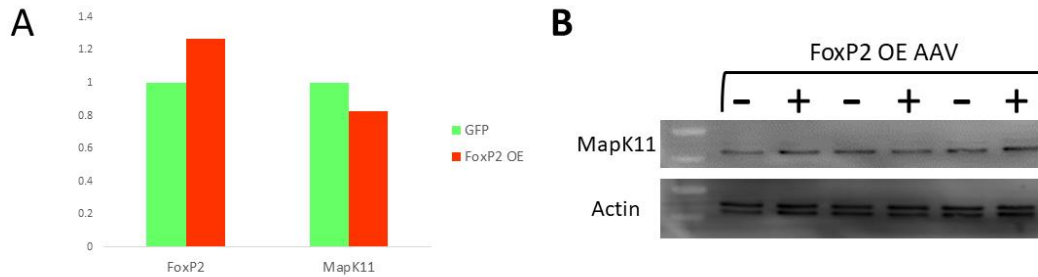 A
1.4
1.2
1
0.8
0.6
0.4
0.2
0
FoxP2
MapK11
GFP
FoxP2 OE
B
FoxP2 OE AAV
- + - + - +
MapK11
Actin